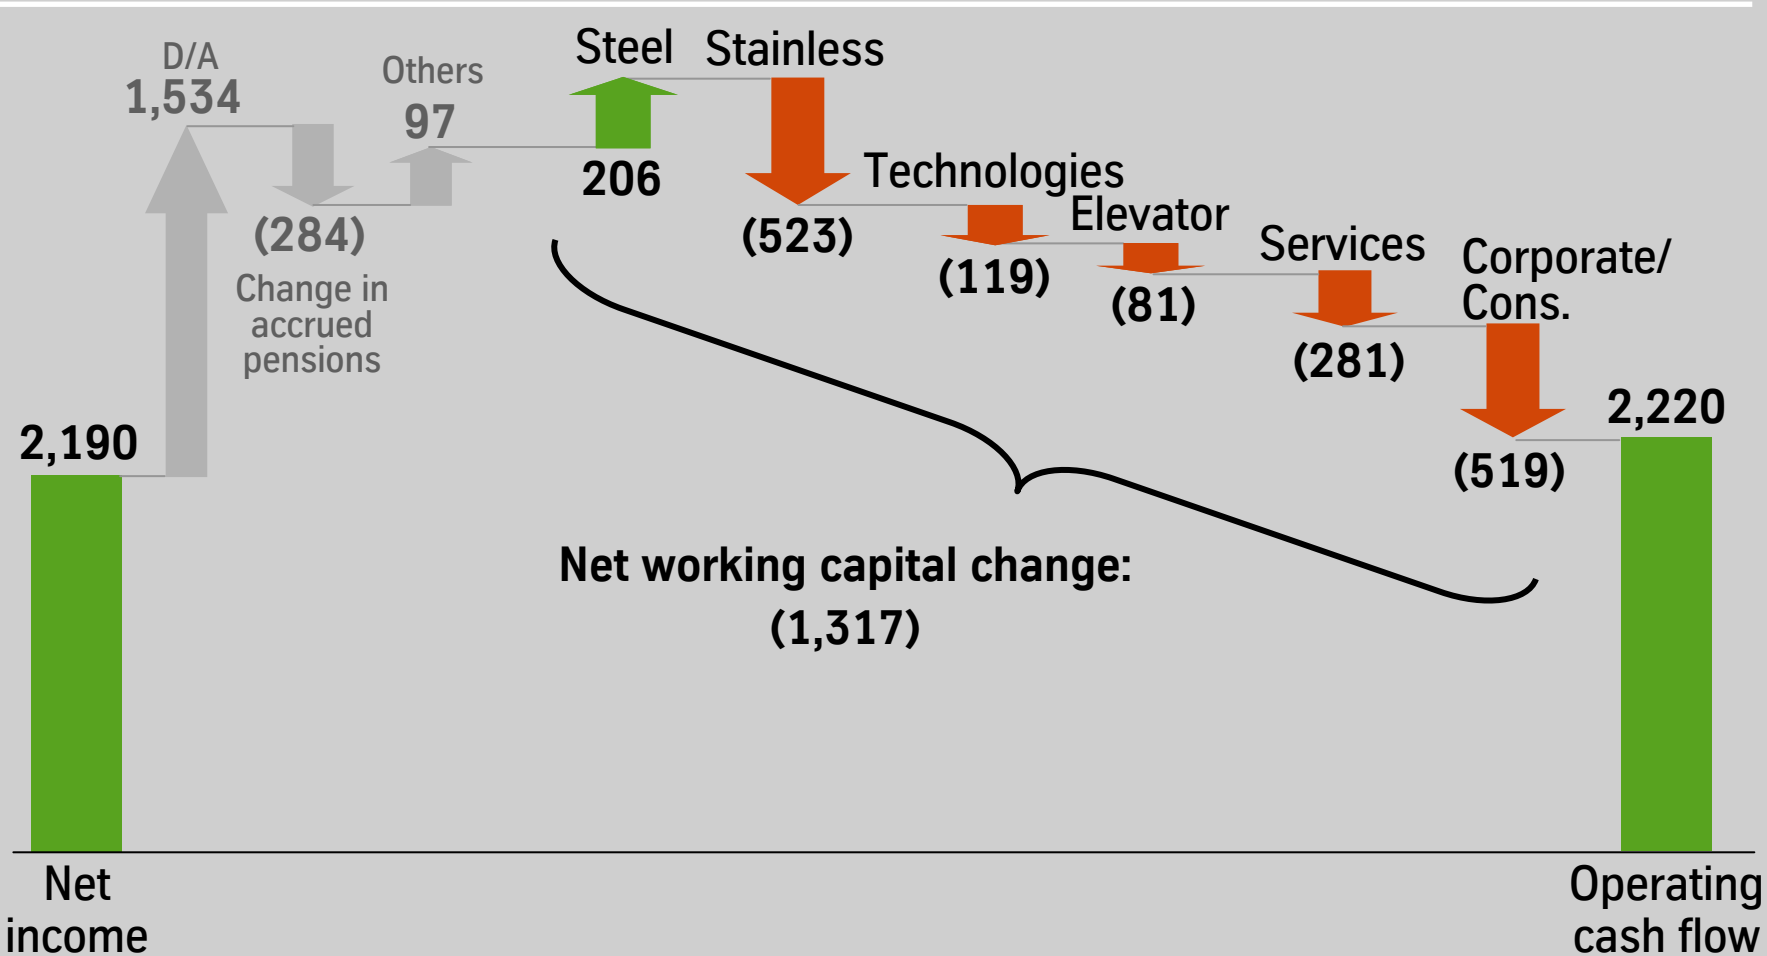 D/A
1,534
(284)
Change in
accrued
pensions
Others
97
Steel
206
Stainless
(523)
Technologies
(119)
Elevator
(81)
Services
(281)
Corporate/
Cons.
(519)
2,190
2,220
Net working capital change:
(1,317)
Net
income
Operating
cash flow